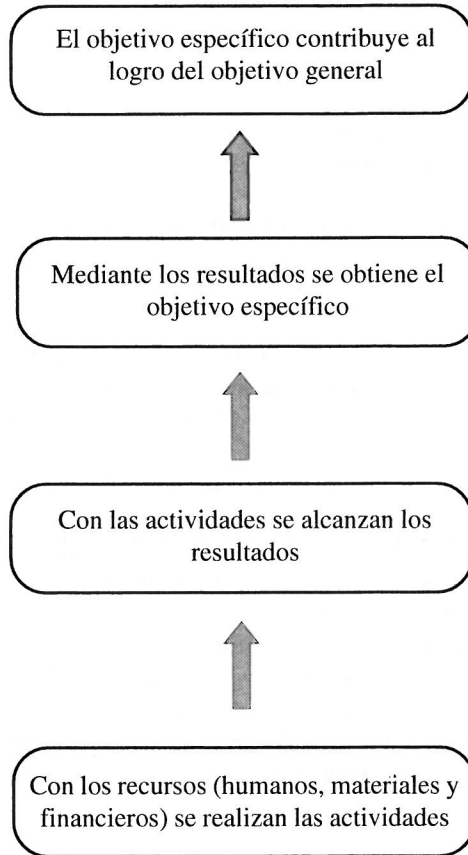 El objetivo específico contribuye al
logro del objetivo general
Mediante los resultados se obtiene el
objetivo específico
Con las actividades se alcanzan los
resultados
Con los recursos (humanos, materiales y
financieros) se realizan las actividades